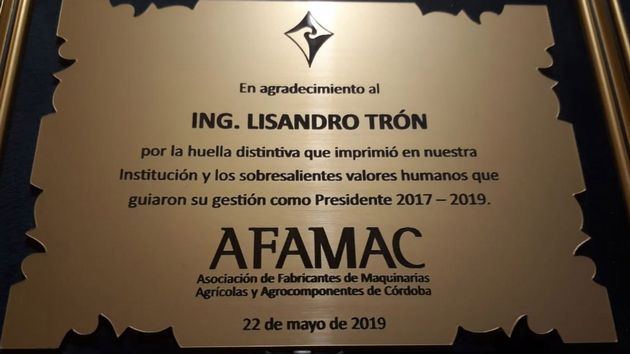 En agradecimiento al
ING. LISANDRO TRÓN
por la huella distintiva que imprimió en nuestra
Institución y los sobresalientes valores humanos que
guiaron su gestión como Presidente 2017 – 2019.
AFAMAC
Asociación de Fabricantes de Maquinarias
Agrícolas y Agrocomponentes de Córdoba
22 de mayo de 2019